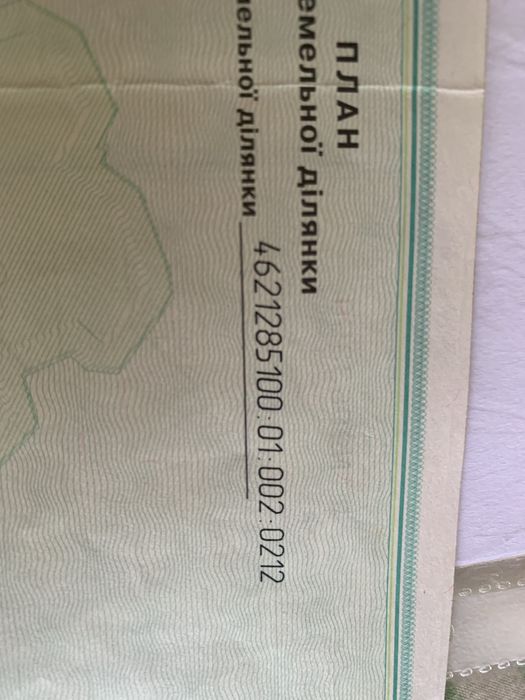 ПЛАН
емельної ділянки
ельної ділянки 4621285100:01:002:0212